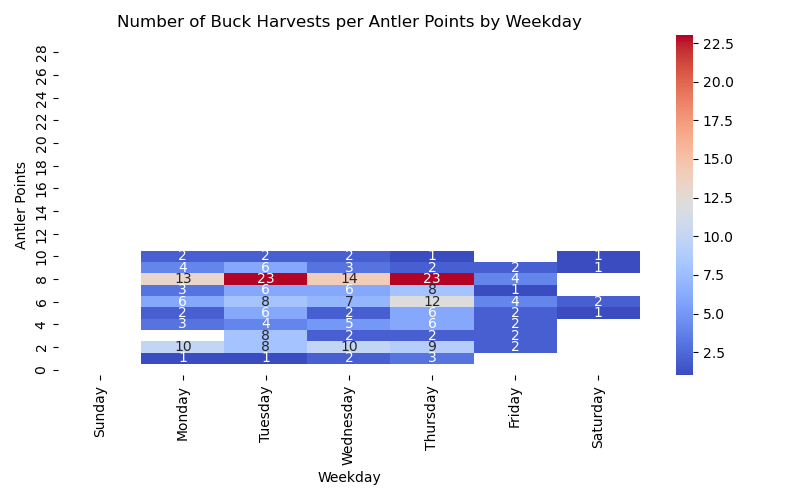 Number of Buck Harvests per Antler Points by Weekday
28
26
24
22
20
18
16
14
12
10
8
6
4
2
0
Antler Points
2 2 2 1 1
4 6 3 2 2 1
13 23 14 23 4
3 6 6 8 1
6 8 7 12 4 2
2 6 2 6 2 1
3 4 5 6 2
8 2 2 2
10 8 10 9 2
1 1 2 3
Sunday
Monday
Tuesday
Wednesday
Thursday
Friday
Saturday
Weekday
22.5
20.0
17.5
15.0
12.5
10.0
7.5
5.0
2.5